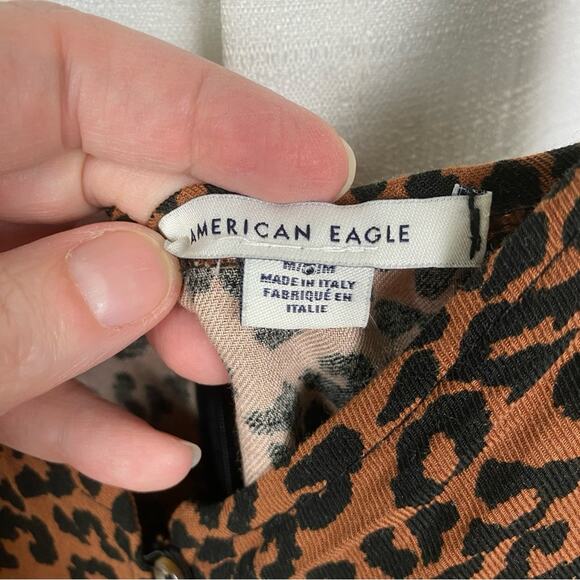 AMERICAN EAGLE
MADE IN ITALY
FABRIQUÉ EN
ITALIE